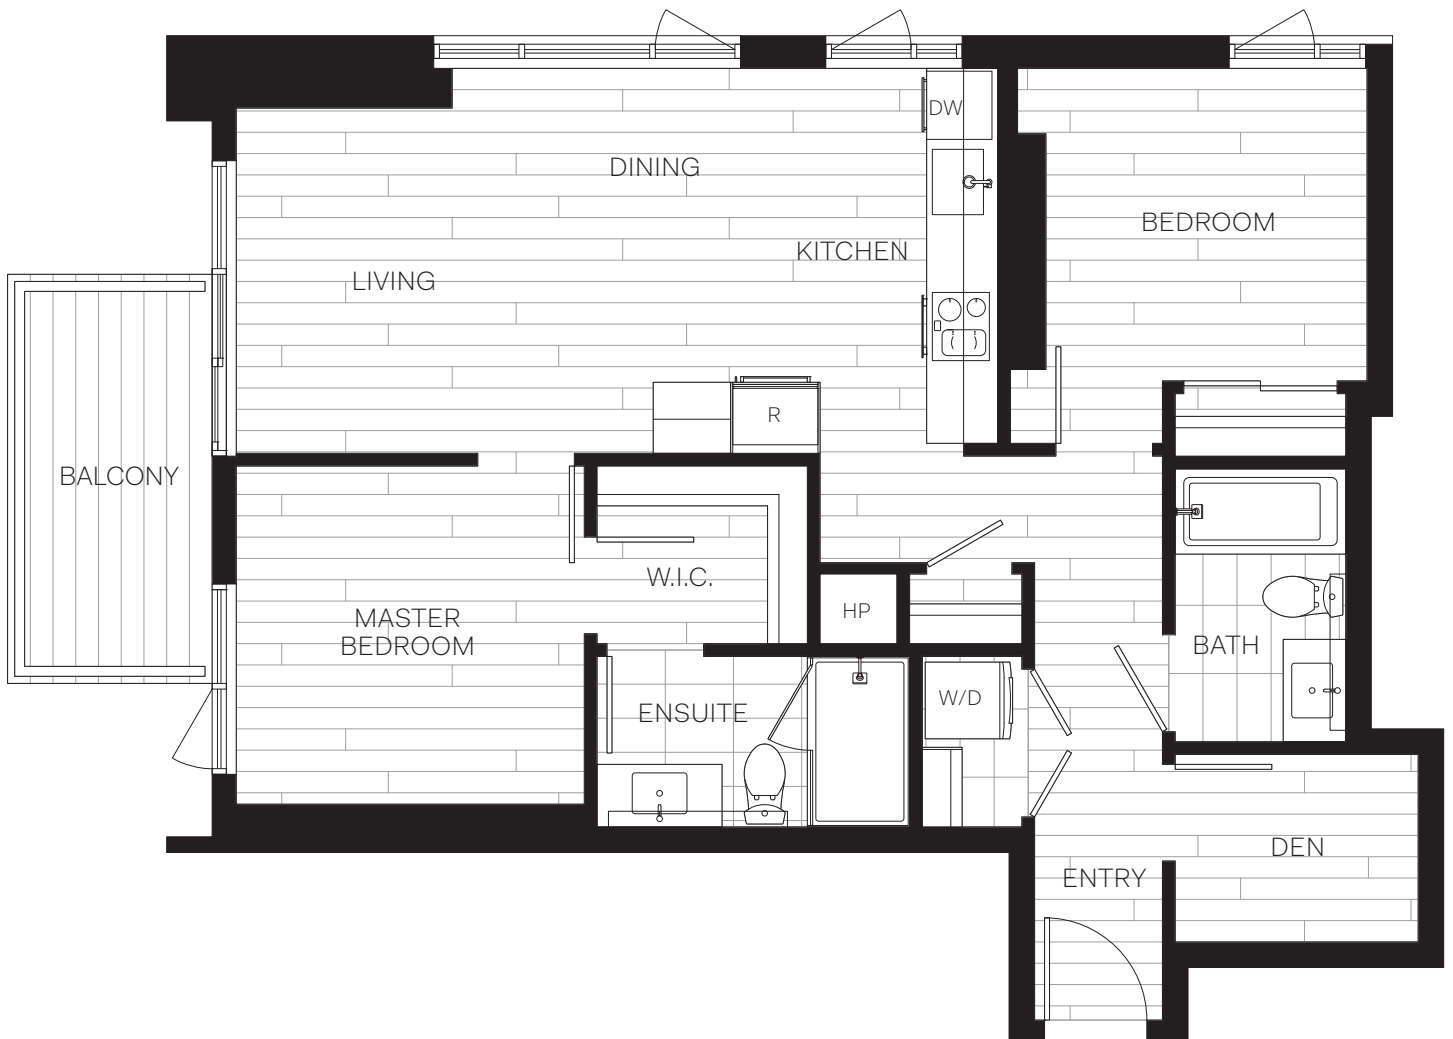 DW
DINING
BEDROOM
KITCHEN
LIVING
R
BALCONY
W.I.C.
HP
MASTER
BEDROOM
BATH
W/D
ENSUITE
DEN
ENTRY